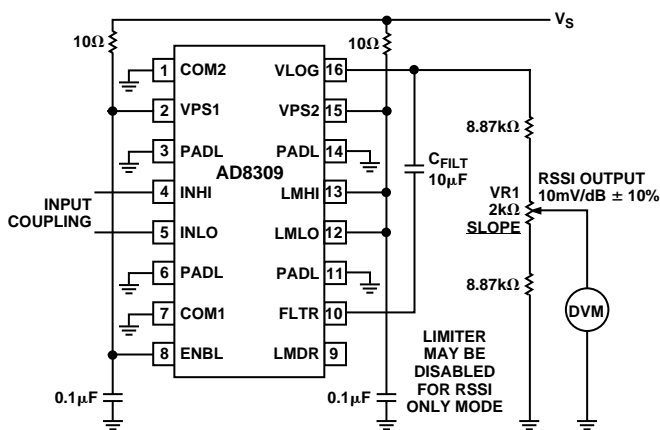 VS
10Ω
10Ω
1 COM2
2 VPS1
3 PADL
4 INHI
5 INLO
6 PADL
7 COM1
8 ENBL
AD8309
VLOG 16
VPS2 15
PADL 14
LMHI 13
LMLO 12
PADL 11
FLTR 10
LMDR 9
INPUT
COUPLING
CFILT
10μF
8.87kΩ
VR1
2kΩ
SLOPE
8.87kΩ
RSSI OUTPUT
10mV/dB ± 10%
DVM
LIMITER
MAY BE
DISABLED
FOR RSSI
ONLY MODE
0.1μF
0.1μF